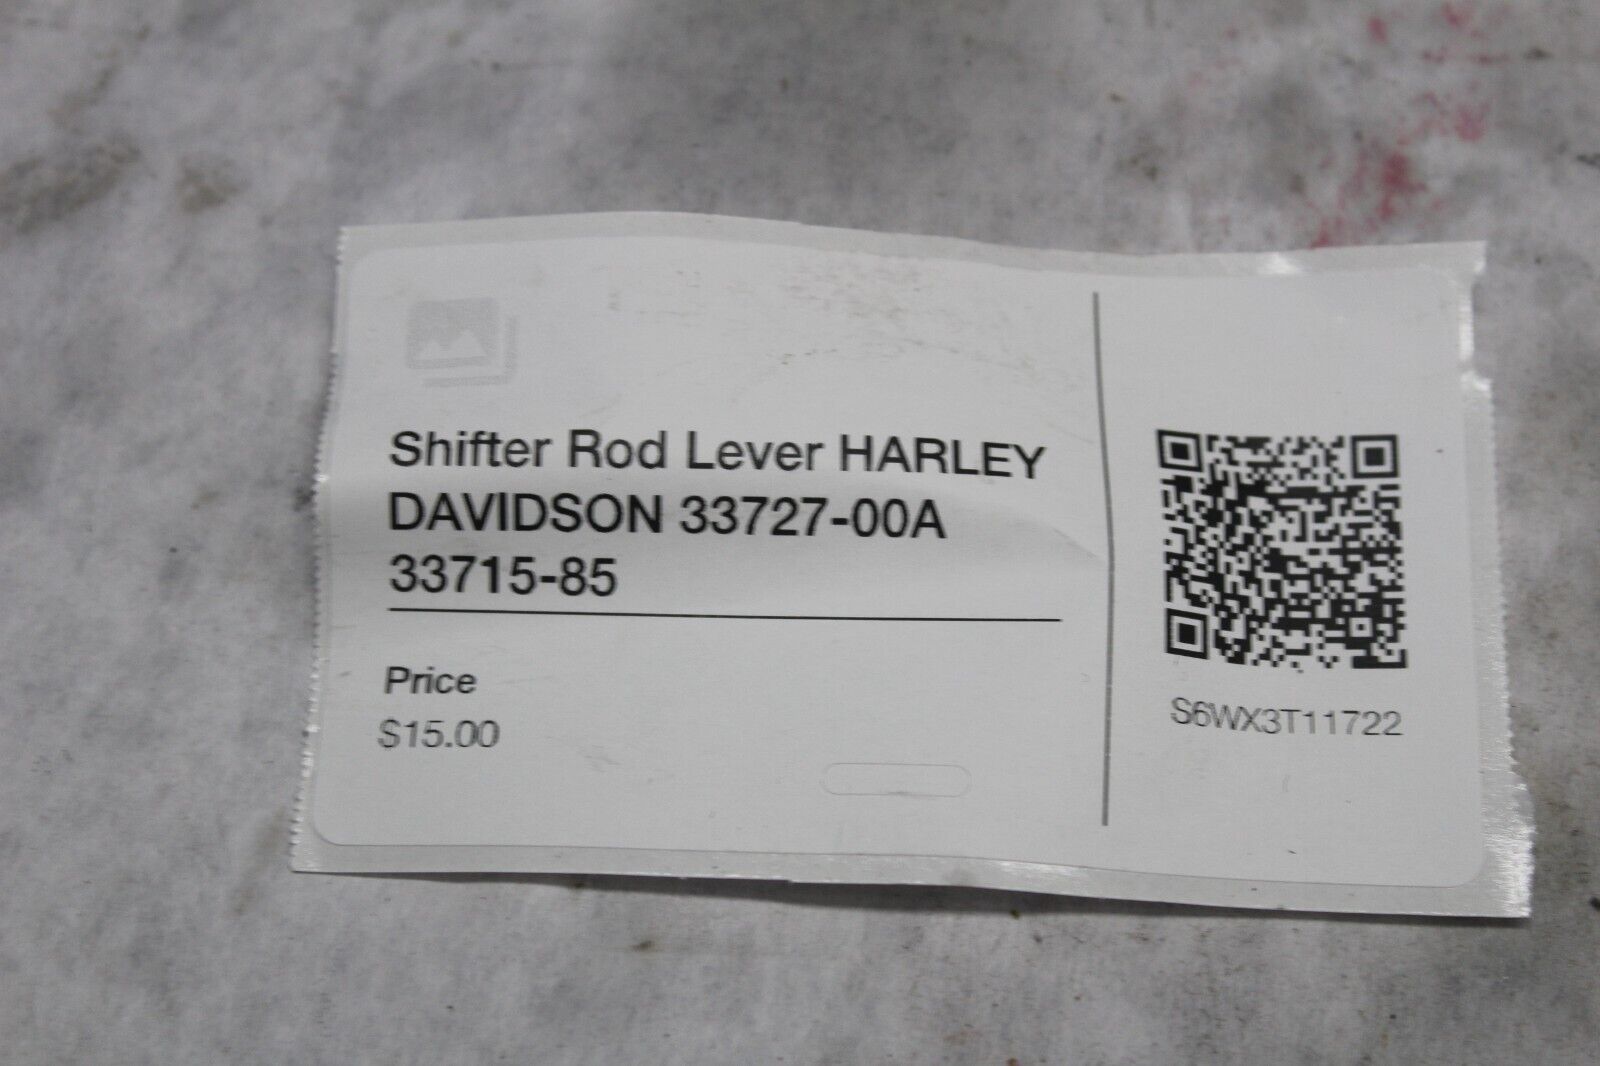 Shifter Rod Lever HARLEY
DAVIDSON 33727-00A
33715-85
Price
$15.00
S6WX3T11722